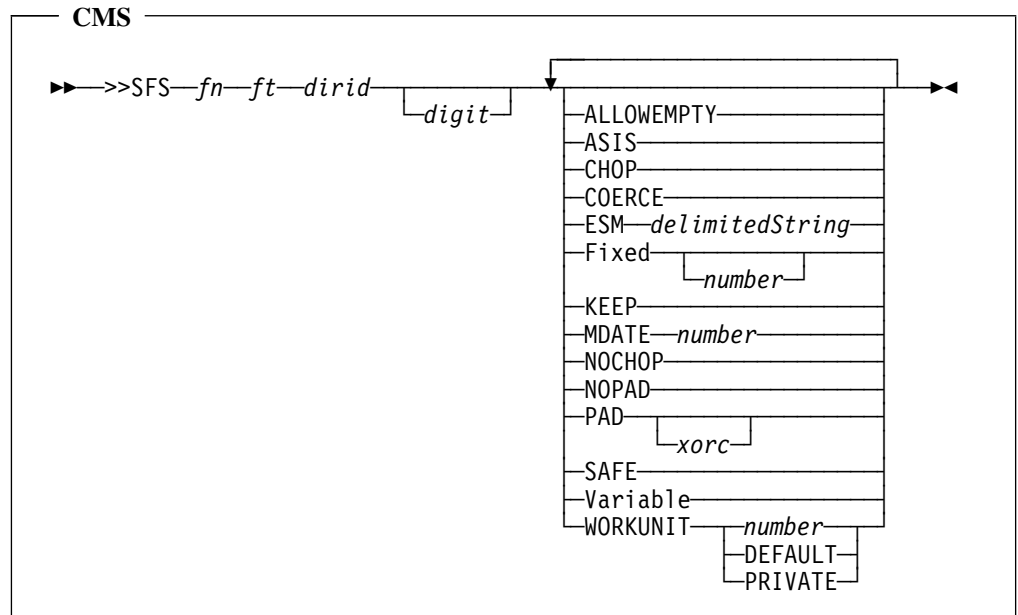 CMS
>>SFS fn ft dirid
digit
ALLOWEMPTY
ASIS
CHOP
COERCE
ESM delimitedString
Fixed
number
KEEP
MDATE number
NOCHOP
NOPAD
PAD
xorc
SAFE
Variable
WORKUNIT number
DEFAULT
PRIVATE